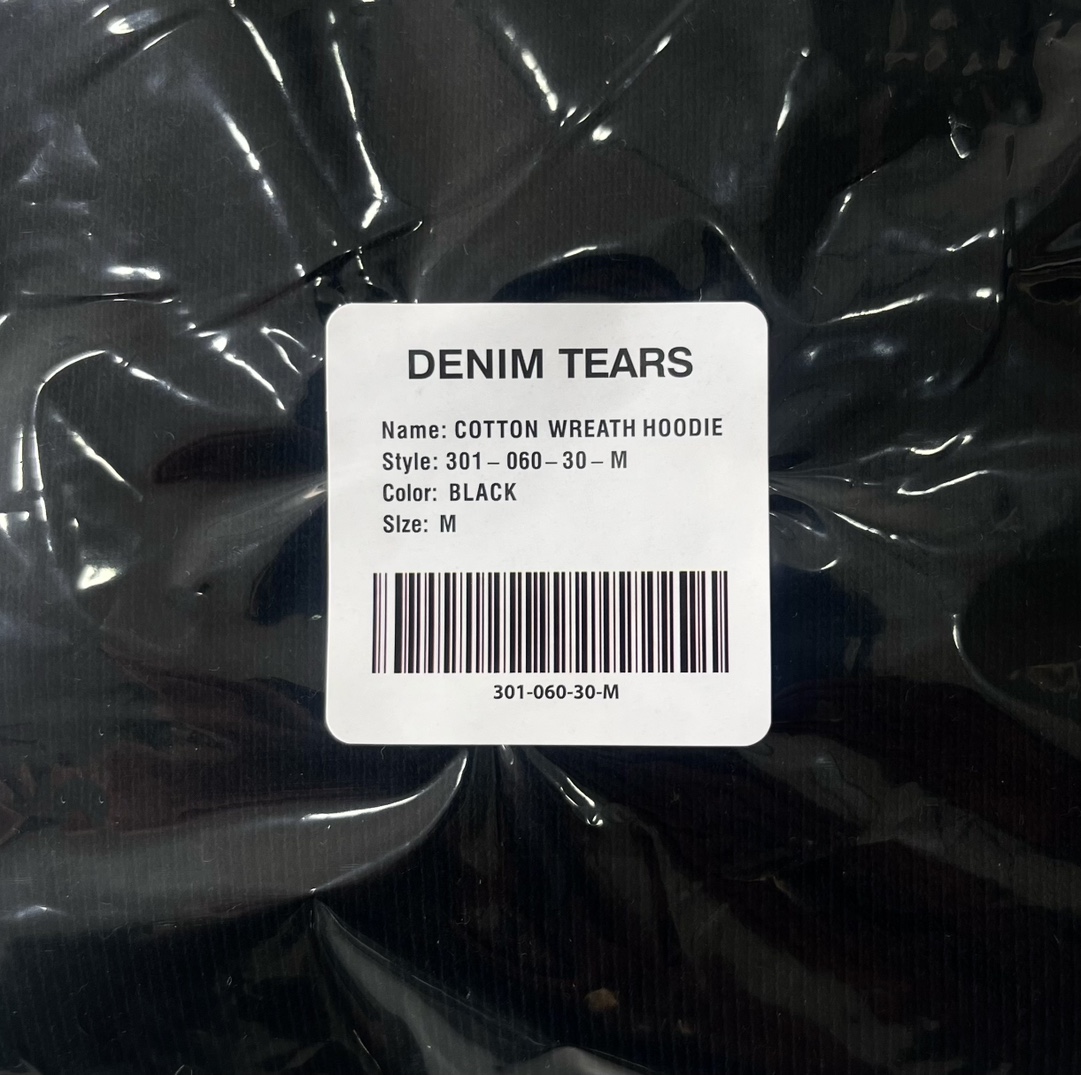 DENIM TEARS
Name: COTTON WREATH HOODIE
Style: 301 – 060 – 30 – M
Color: BLACK
SIze: M
301-060-30-M